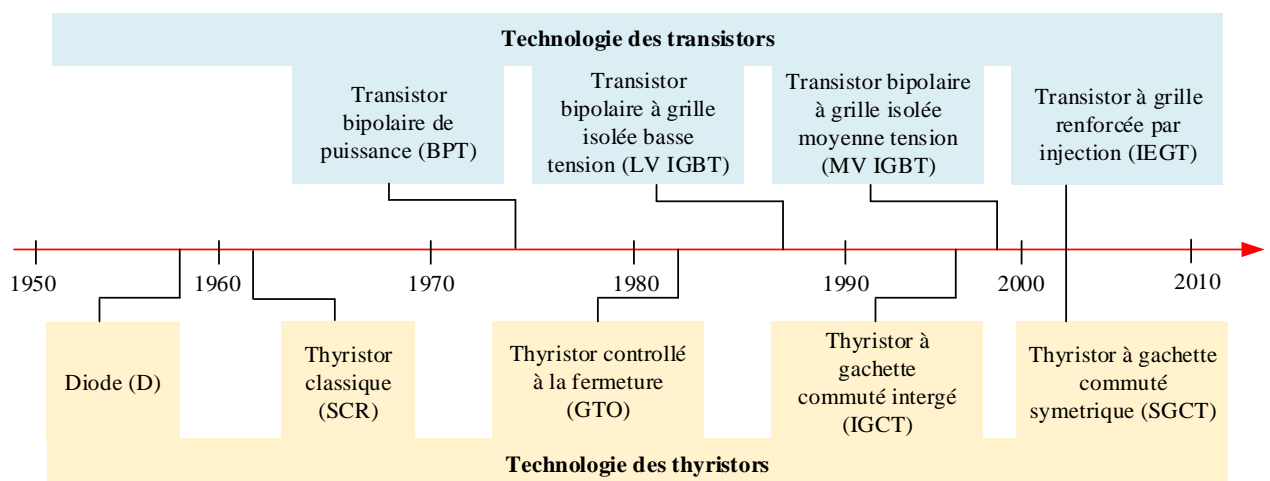 Technologie des transistors
Transistor
bipolaire de
puissance (BPT)
Transistor
bipolaire à grille
isolée basse
tension (LV IGBT)
Transistor bipolaire
à grille isolée
moyenne tension
(MV IGBT)
Transistor à grille
renforcée par
injection (IEGT)
1950
1960
1970
1980
1990
2000
2010
Diode (D)
Thyristor
classique
(SCR)
Thyristor controllé
à la fermeture
(GTO)
Thyristor à
gachette
commuté intergé
(IGCT)
Thyristor à gachette
commuté
symetrique (SGCT)
Technologie des thyristors